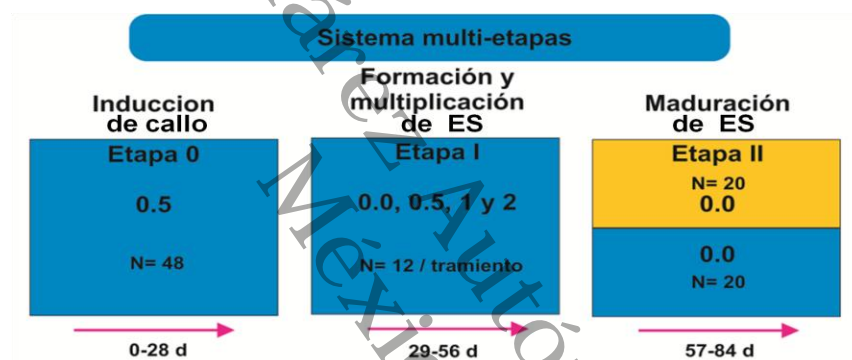 Sistema multi-etapas
Induccion
de callo
Etapa 0
0.5
N= 48
0-28 d
Formación y
multiplicación
de ES
Etapa I
0.0, 0.5, 1 y 2
N= 12 / tramiento
29-56 d
Maduración
de ES
Etapa II
N= 20
0.0
0.0
N= 20
57-84 d